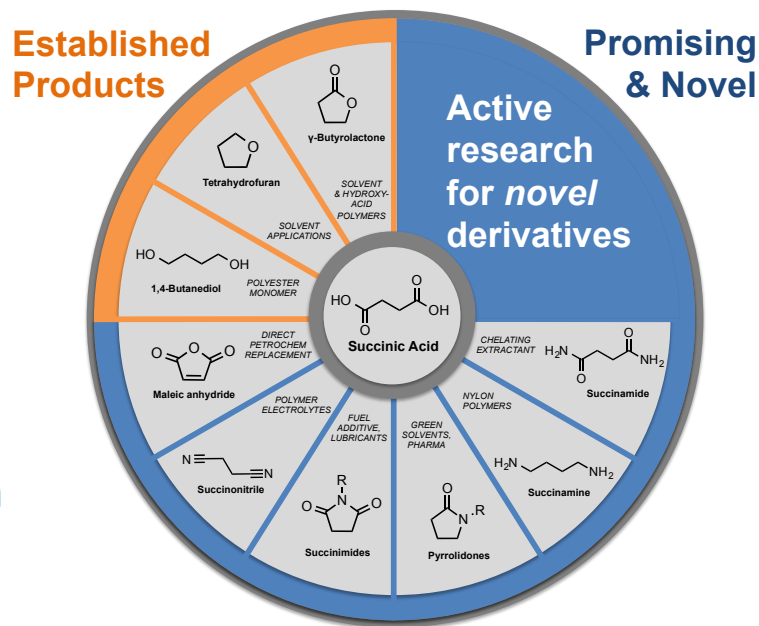 Established
Products
Promising
& Novel
Active
research
for novel
derivatives
O
O
γ-Butyrolactone
SOLVENT
& HYDROXY-
ACID
POLYMERS
O
Tetrahydrofuran
SOLVENT
APPLICATIONS
HO
OH
1,4-Butanediol
POLYESTER
MONOMER
O
HO
OH
O
Succinic Acid
O O O
Maleic anhydride
DIRECT
PETROCHEM
REPLACEMENT
N
N
Succinonitrile
POLYMER
ELECTROLYTES
R
O N O
Succinimides
FUEL
ADDITIVE,
LUBRICANTS
O
N R
Pyrrolidones
GREEN
SOLVENTS,
PHARMA
H2N
NH2
Succinamine
NYLON
POLYMERS
O
H2N
NH2
O
Succinamide
CHELATING
EXTRACTANT